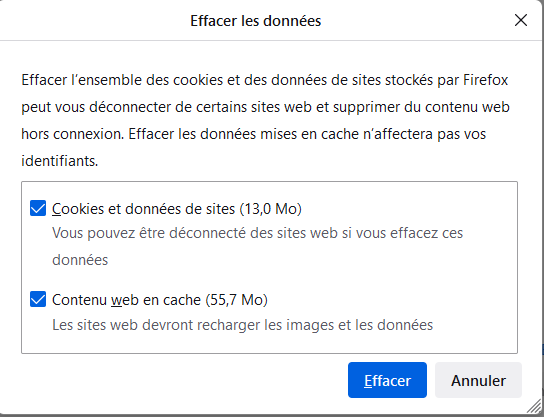 Effacer les données
Effacer l’ensemble des cookies et des données de sites stockés par Firefox
peut vous déconnecter de certains sites web et supprimer du contenu web
hors connexion. Effacer les données mises en cache n’affectera pas vos
identifiants.
Cookies et données de sites (13,0 Mo)
Vous pouvez être déconnecté des sites web si vous effacez ces
données
Contenu web en cache (55,7 Mo)
Les sites web devront recharger les images et les données
Effacer
Annuler